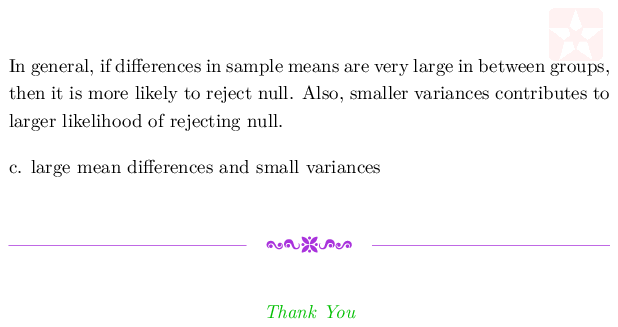 In general, if differences in sample means are very large in between groups,
then it is more likely to reject null. Also, smaller variances contributes to
larger likelihood of rejecting null.
c. large mean differences and small variances
Thank You